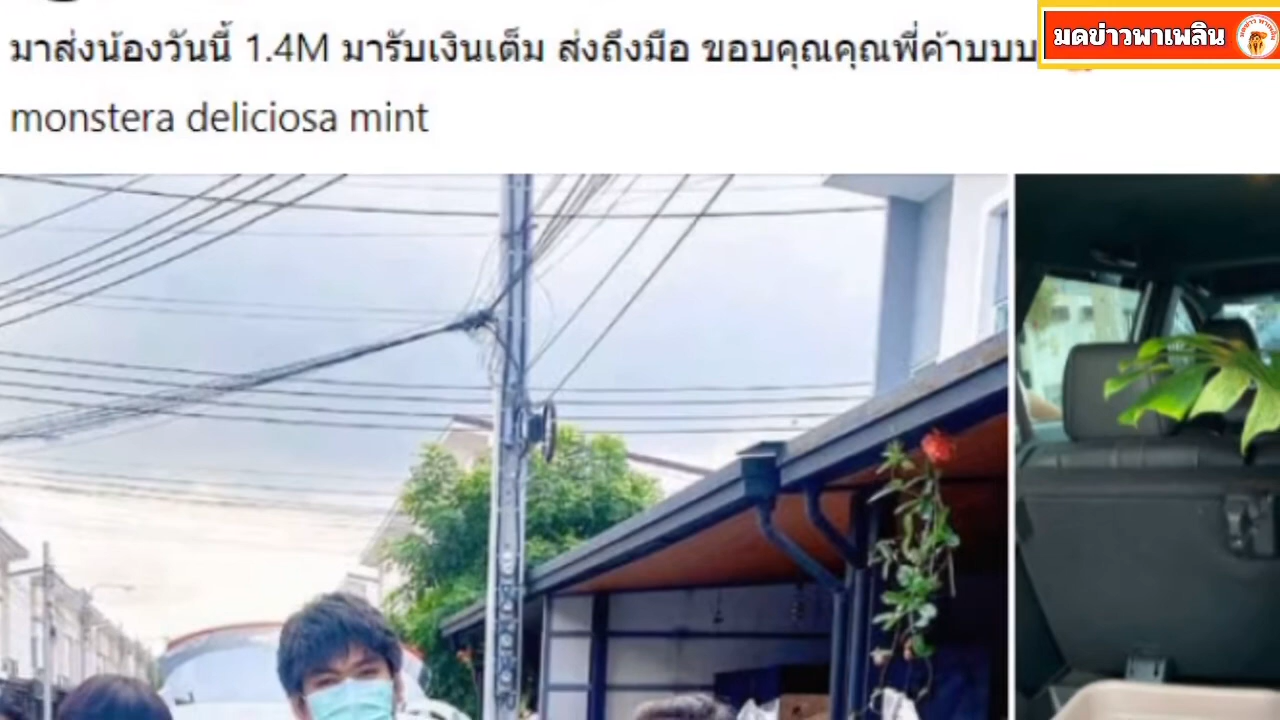 มาส่งน้องวันนี้ 1.4M มารับเงินเต็ม ส่งถึงมือ ขอบคุณคุณพี่ค้าบบบ
มดข่าวพาเพลิน
monstera deliciosa mint